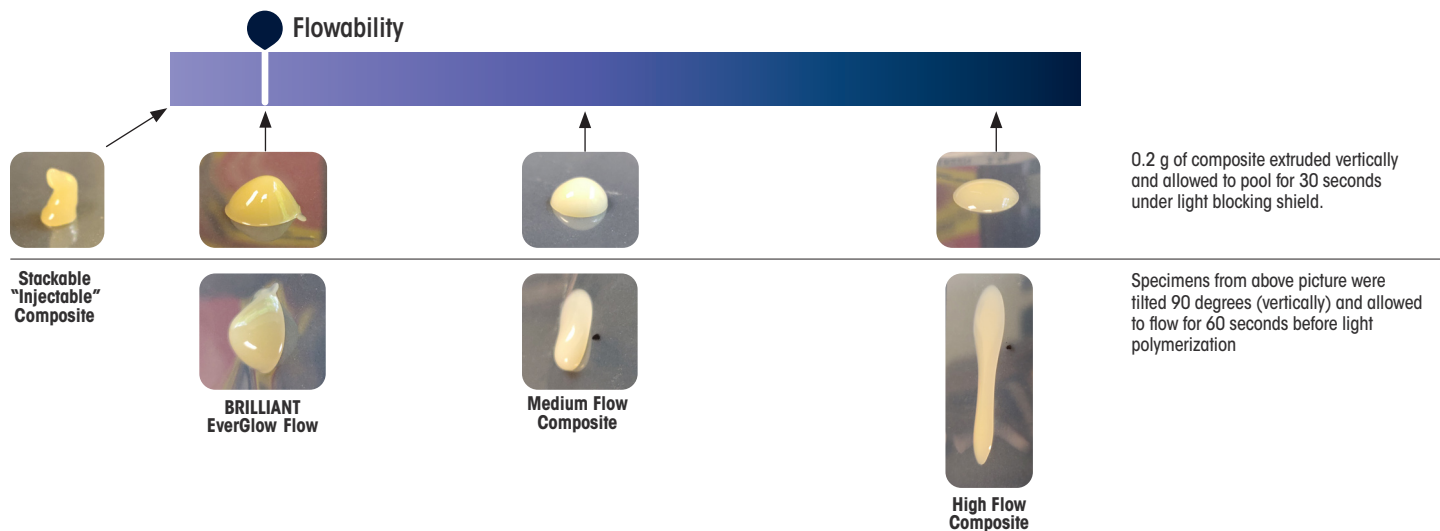 Flowability
0.2 g of composite extruded vertically
and allowed to pool for 30 seconds
under light blocking shield.
Stackable
"Injectable"
Composite
Specimens from above picture were
tilted 90 degrees (vertically) and allowed
to flow for 60 seconds before light
polymerization
BRILLIANT
EverGlow Flow
Medium Flow
Composite
High Flow
Composite